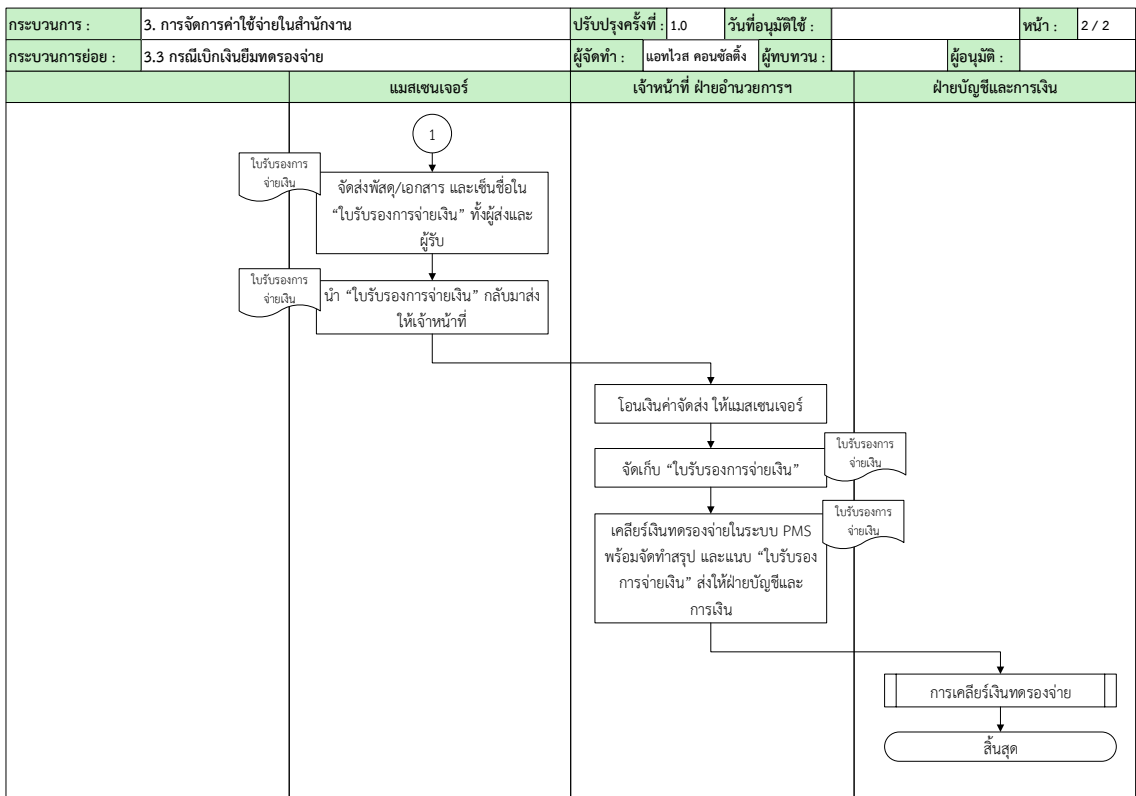 กระบวนการ : 3. การจัดการค่าใช้จ่ายในสำนักงาน ปรับปรุงครั้งที่ : 1.0 วันที่อนุมัติใช้ : หน้า : 2 / 2
กระบวนการย่อย : 3.3 กรณีเบิกเงินยืมทดรองจ่าย ผู้จัดทำ : แอทไวส คอนซัลติ้ง ผู้ทบทวน : ผู้อนุมัติ :
แมสเซนเจอร์ เจ้าหน้าที่ ฝ่ายอำนวยการฯ ฝ่ายบัญชีและการเงิน
1
ใบรับรองการ
จ่ายเงิน
จัดส่งพัสดุ/เอกสาร และเซ็นชื่อใน
“ใบรับรองการจ่ายเงิน” ทั้งผู้ส่งและ
ผู้รับ
ใบรับรองการ
จ่ายเงิน
นำ “ใบรับรองการจ่ายเงิน” กลับมาส่ง
ให้เจ้าหน้าที่
โอนเงินค่าจัดส่ง ให้แมสเซนเจอร์
ใบรับรองการ
จ่ายเงิน
จัดเก็บ “ใบรับรองการจ่ายเงิน”
ใบรับรองการ
จ่ายเงิน
เคลียร์เงินทดรองจ่ายในระบบ PMS
พร้อมจัดทำสรุป และแนบ “ใบรับรอง
การจ่ายเงิน” ส่งให้ฝ่ายบัญชีและ
การเงิน
การเคลียร์เงินทดรองจ่าย
สิ้นสุด